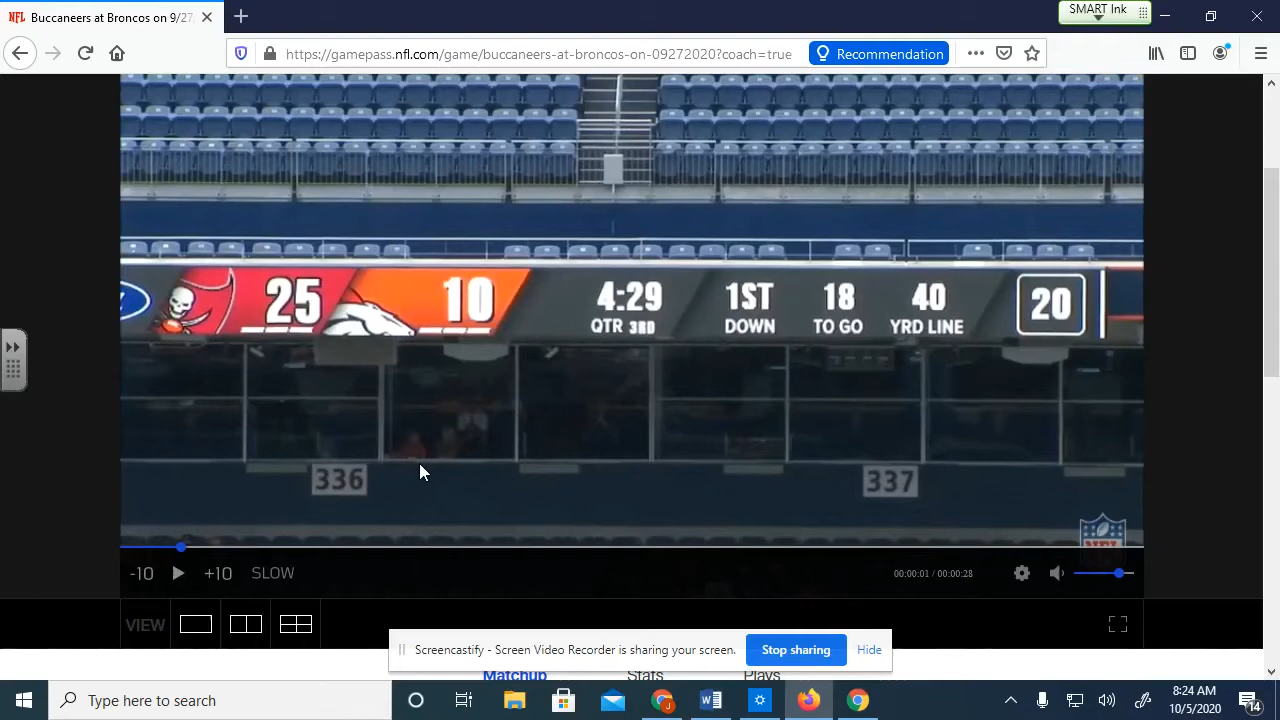 NFL Buccaneers at Broncos on 9/27
SMART Ink
https://gamepass.nfl.com/game/buccaneers-at-broncos-on-09272020?coach=true
Recommendation
25 10 4:29 1ST 18 40 20
QTR 3RD DOWN TO GO YRD LINE
336 337
NFL
-10 +10 SLOW 00:00:01 / 00:00:28
VIEW
Screencastify - Screen Video Recorder is sharing your screen. Stop sharing Hide
Matchup Stats Plays
Type here to search
8:24 AM
10/5/2020
14